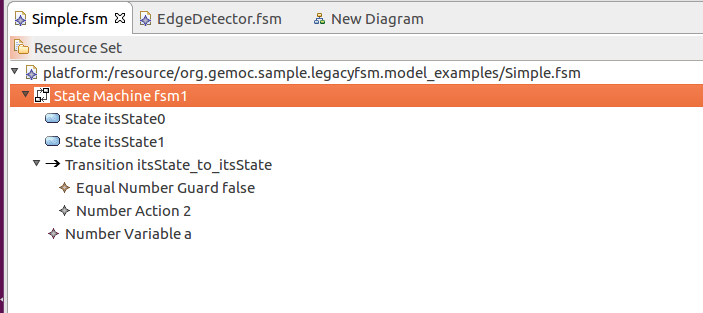 Simple.fsm EdgeDetector.fsm New Diagram
Resource Set
platform:/resource/org.gemoc.sample.legacyfsm.model_examples/Simple.fsm
State Machine fsm1
State itsState0
State itsState1
Transition itsState_to_itsState
Equal Number Guard false
Number Action 2
Number Variable a